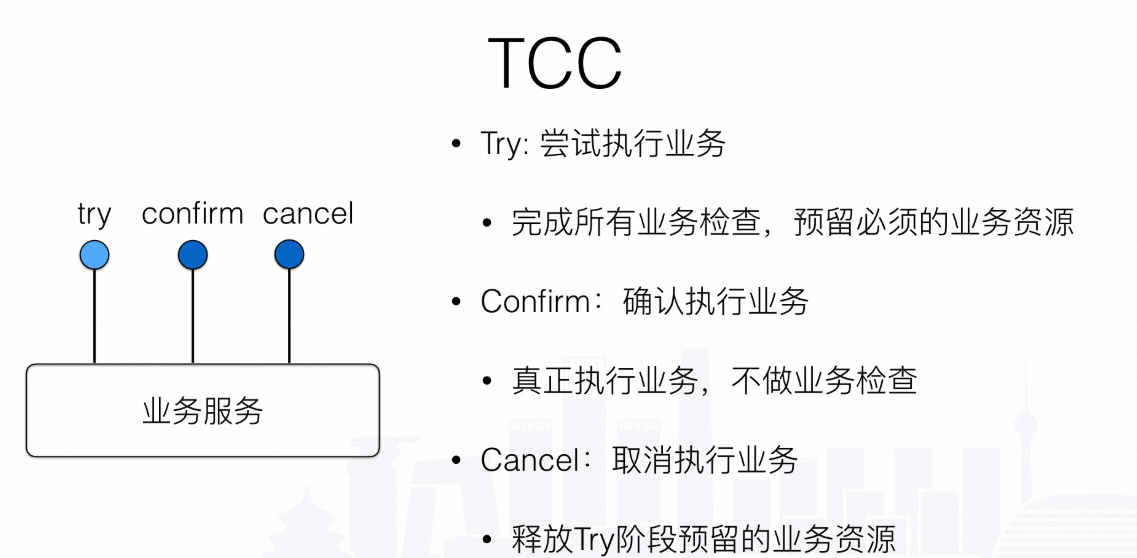 TCC
• Try: 尝试执行业务
• 完成所有业务检查，预留必须的业务资源
• Confirm：确认执行业务
• 真正执行业务，不做业务检查
• Cancel：取消执行业务
• 释放Try阶段预留的业务资源
try confirm cancel
业务服务